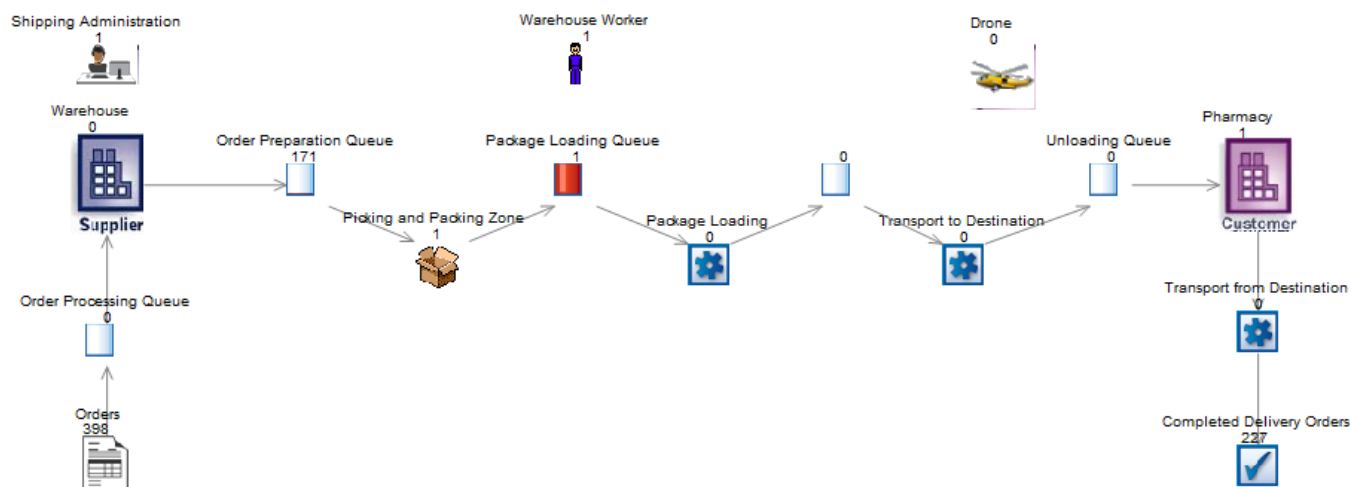 Shipping Administration
1
Warehouse Worker
1
Drone
0
Warehouse
0
Supplier
Order Preparation Queue
171
Package Loading Queue
1
0
Unloading Queue
0
Pharmacy
1
Customer
Picking and Packing Zone
1
Package Loading
0
Transport to Destination
0
Order Processing Queue
0
Transport from Destination
0
Orders
398
Completed Delivery Orders
227